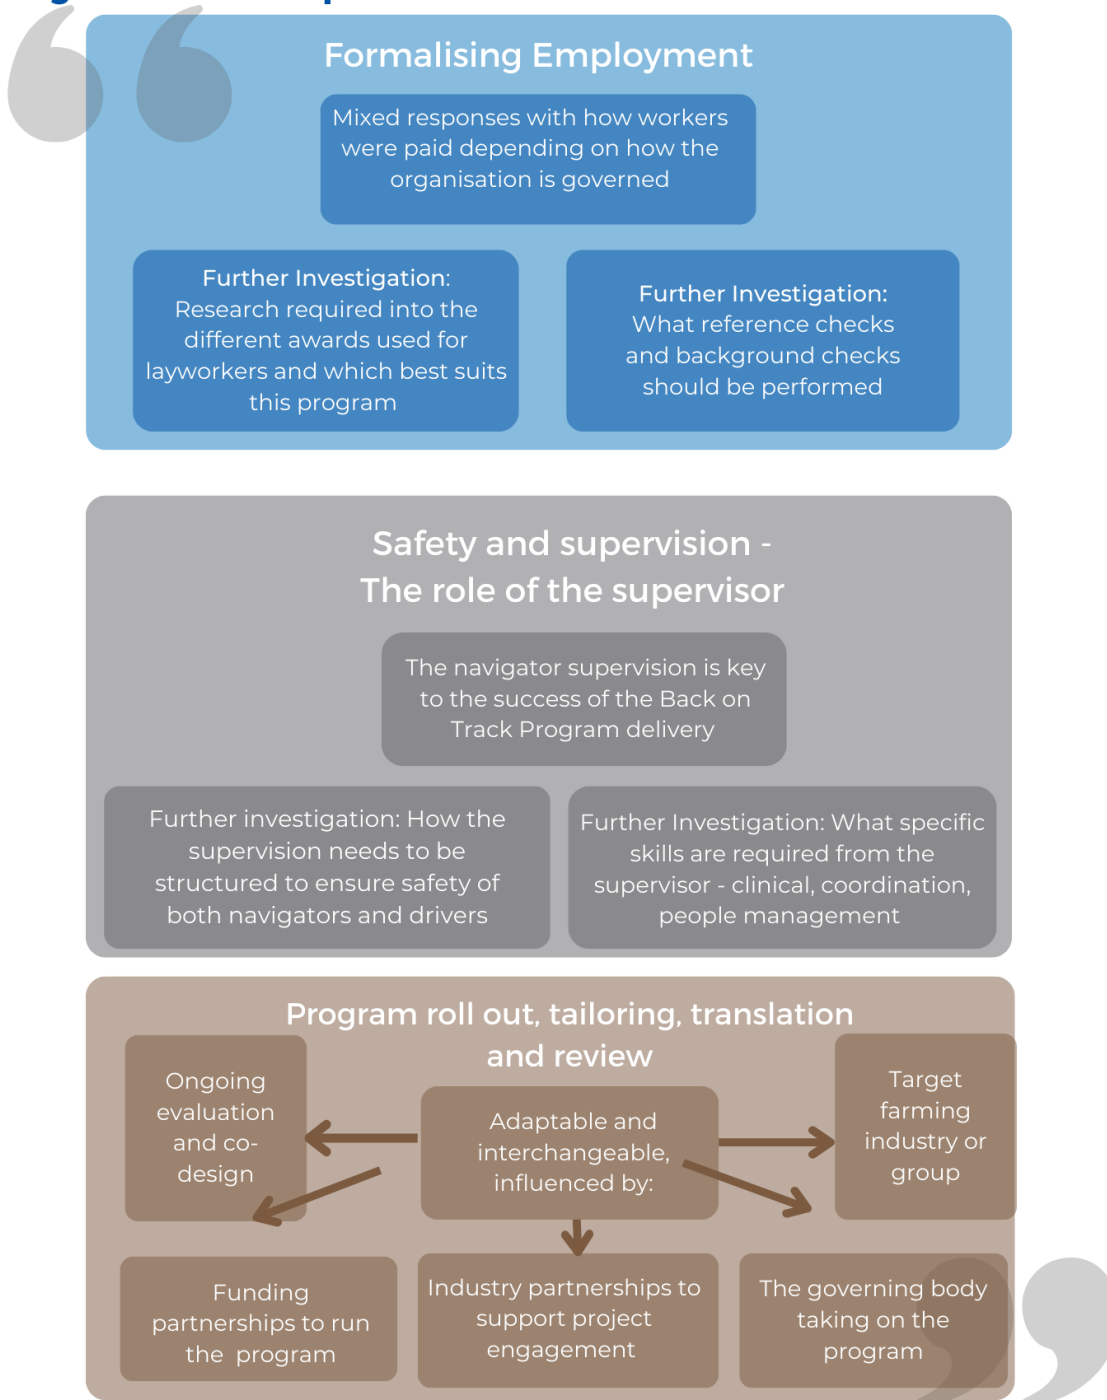 Formalising Employment
Mixed responses with how workers
were paid depending on how the
organisation is governed
Further Investigation:
Research required into the
different awards used for
layworkers and which best suits
this program
Further Investigation:
What reference checks
and background checks
should be performed
Safety and supervision -
The role of the supervisor
The navigator supervision is key
to the success of the Back on
Track Program delivery
Further investigation: How the
supervision needs to be
structured to ensure safety of
both navigators and drivers
Further Investigation: What specific
skills are required from the
supervisor - clinical, coordination,
people management
Program roll out, tailoring, translation
and review
Ongoing
evaluation
and co-
design
Adaptable and
interchangeable,
influenced by:
Target
farming
industry or
group
Funding
partnerships to run
the program
Industry partnerships to
support project
engagement
The governing body
taking on the
program